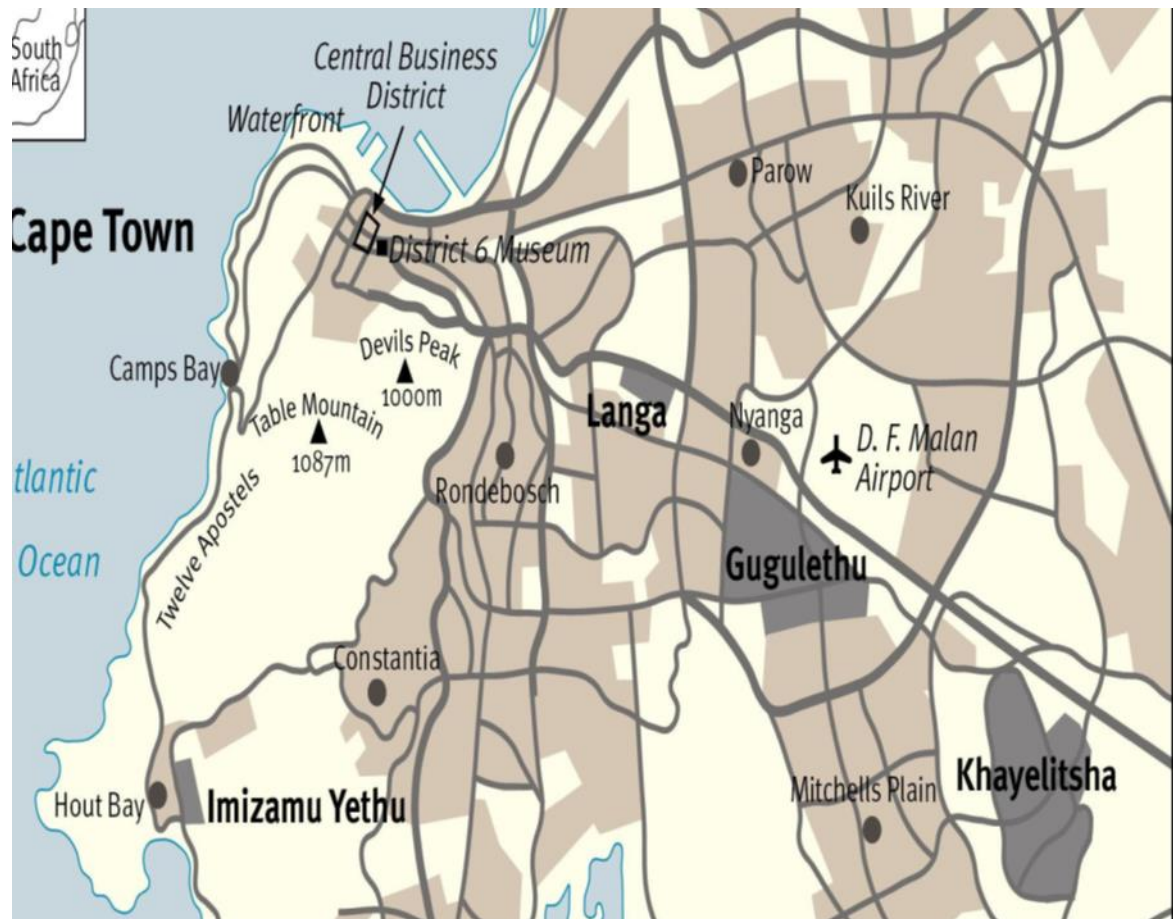 South
Africa
Central Business
District
Waterfront
Parow
Kuils River
Cape Town
District 6 Museum
Devils Peak
1000m
Camps Bay
Table Mountain
1087m
Langa
Nyanga
D. F. Malan
Airport
tlantic
Ocean
Rondebosch
Twelve Apostels
Gugulethu
Constantia
Hout Bay
Imizamu Yethu
Mitchells Plain
Khayelitsha